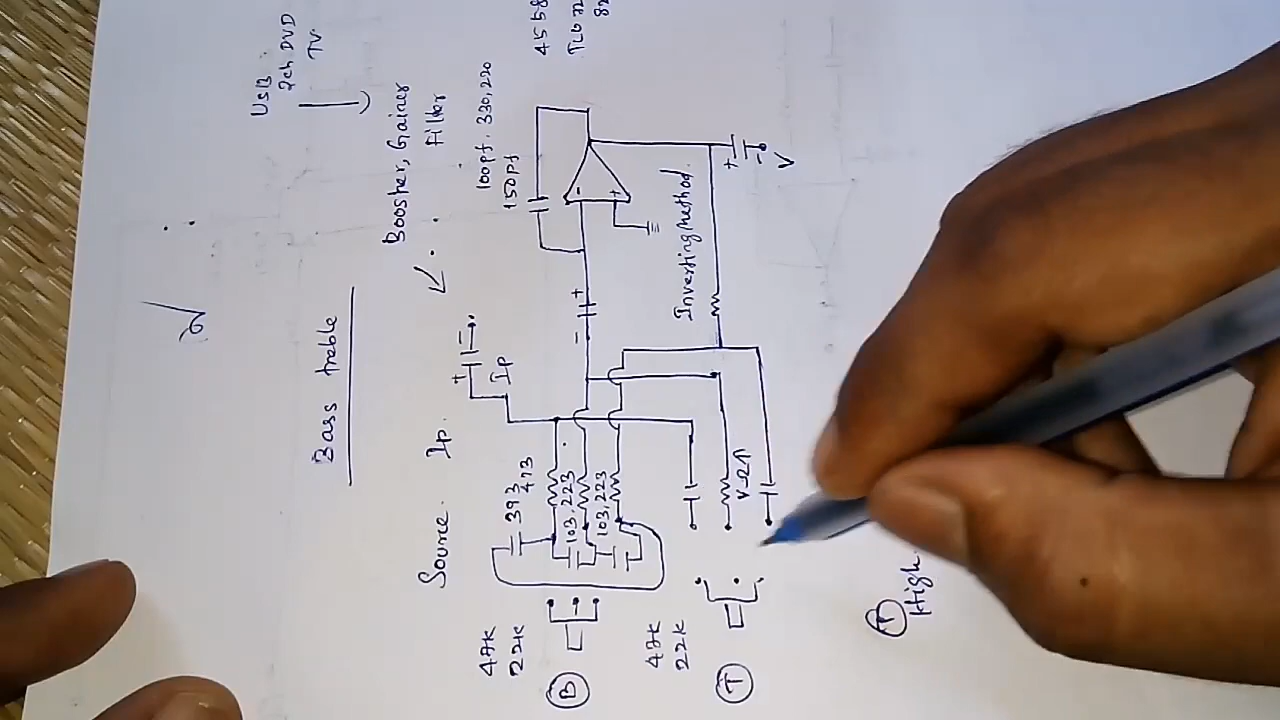 USB
2ch DVD
TV
Bass treble
Booster, Gainer
Filter
Source Ip.
100pf, 330, 220
150pf
4558
Ip
+
-
+
-
+
Inverting method
+
-
V
393
473
103, 223
103, 223
47K
22K
B
47K
22K
T
T
High